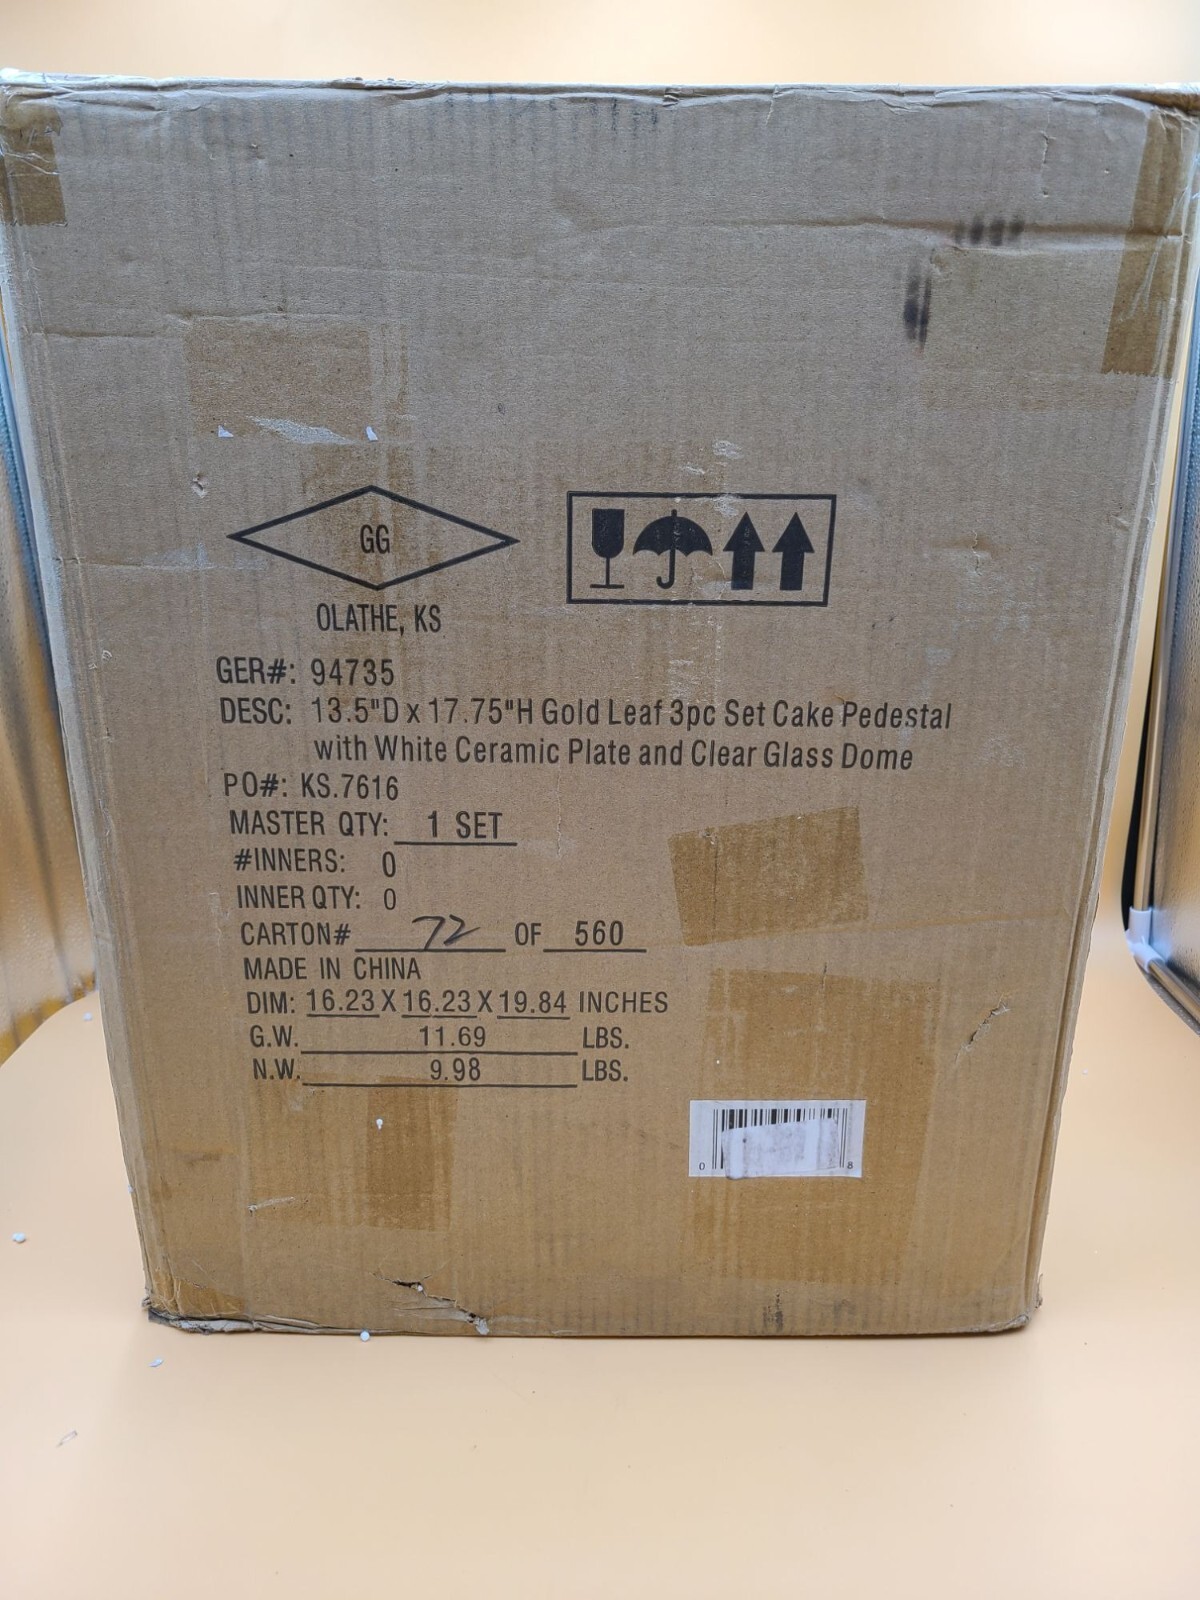 GG
OLATHE, KS
GER#: 94735
DESC: 13.5"D x 17.75"H Gold Leaf 3pc Set Cake Pedestal
with White Ceramic Plate and Clear Glass Dome
PO#: KS.7616
MASTER QTY: 1 SET
#INNERS: 0
INNER QTY: 0
CARTON# 72 OF 560
MADE IN CHINA
DIM: 16.23 X 16.23 X 19.84 INCHES
G.W. 11.69 LBS.
N.W. 9.98 LBS.
0 8